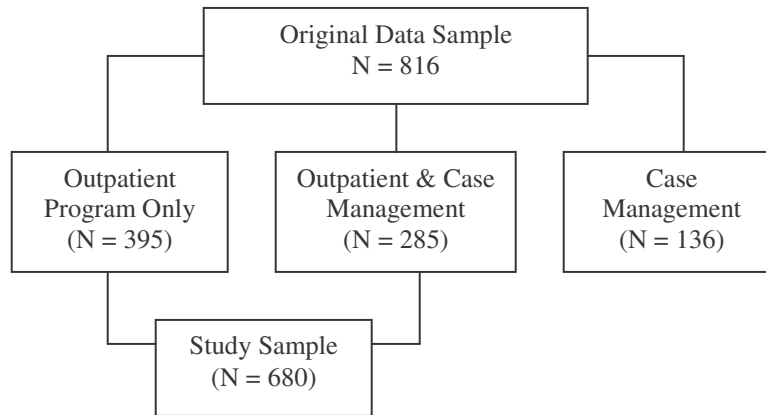 Original Data Sample
N = 816
Outpatient
Program Only
(N = 395)
Outpatient & Case
Management
(N = 285)
Case
Management
(N = 136)
Study Sample
(N = 680)